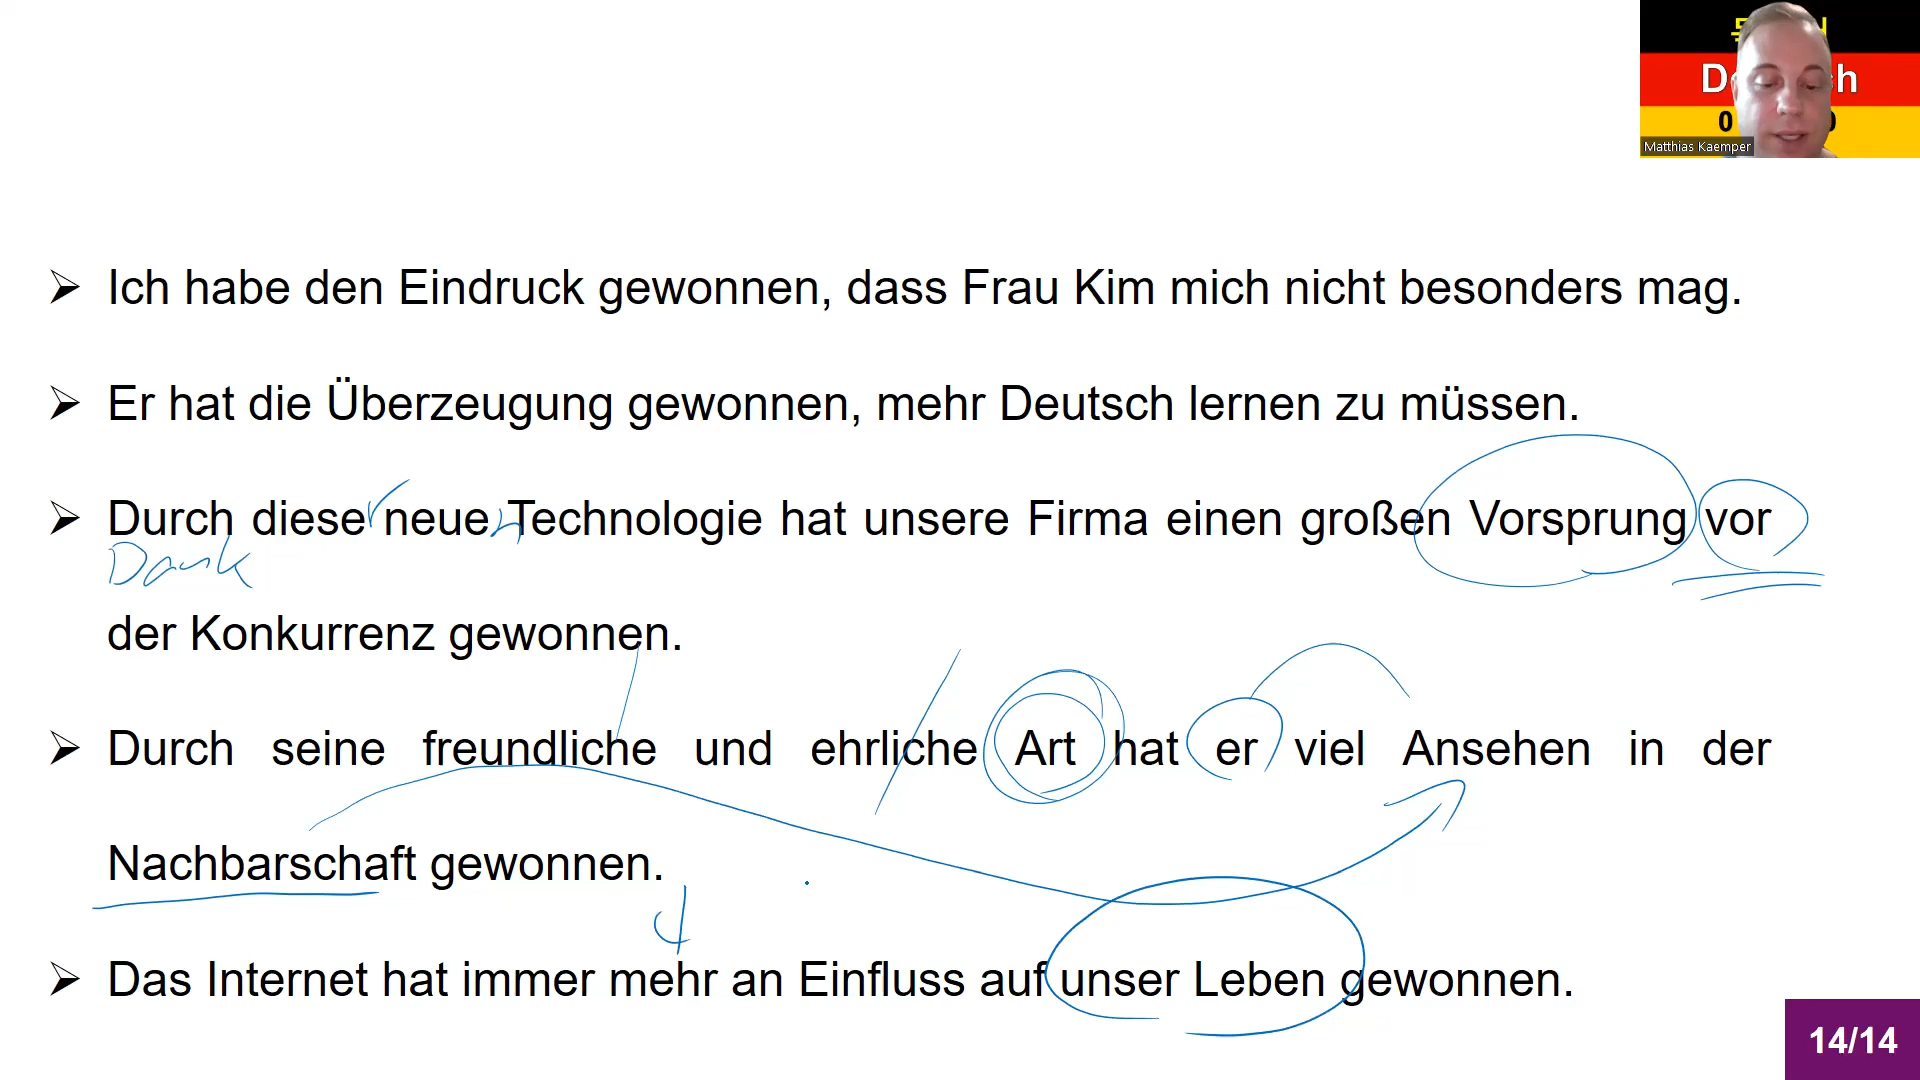 De ch
0
Matthias Kaemper
Ich habe den Eindruck gewonnen, dass Frau Kim mich nicht besonders mag.
Er hat die Überzeugung gewonnen, mehr Deutsch lernen zu müssen.
Durch diese r neue n Technologie hat unsere Firma einen großen Vorsprung vor
Dank
der Konkurrenz gewonnen.
Durch seine freundliche und ehrliche Art hat er viel Ansehen in der
Nachbarschaft gewonnen.
Das Internet hat immer mehr an Einfluss auf unser Leben gewonnen.
14/14